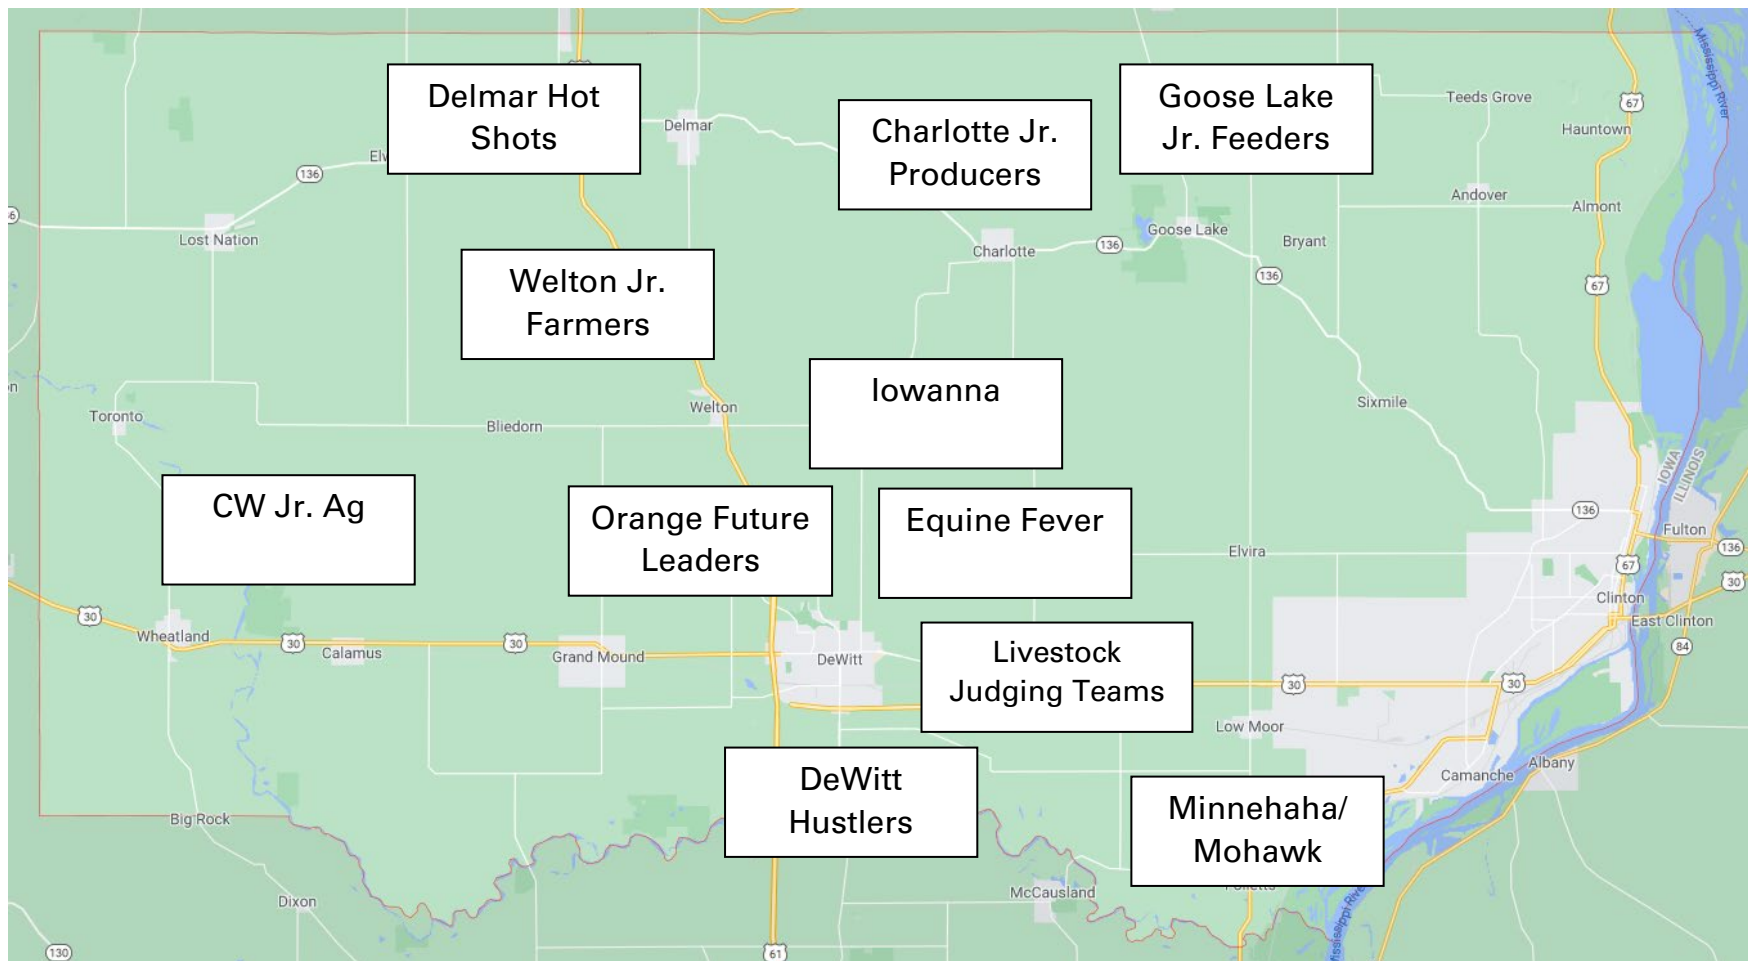 Mississippi River
Delmar Hot
Shots
Goose Lake
Jr. Feeders
Teeds Grove
67
Charlotte Jr.
Producers
Delmar
Hauntown
136
Andover
Almont
Lost Nation
Goose Lake
Bryant
Charlotte
136
136
67
Welton Jr.
Farmers
Iowanna
Toronto
Welton
Sixmile
Bliedorn
IOWA
ILLINOIS
CW Jr. Ag
Orange Future
Leaders
Equine Fever
136
Fulton
136
Elvira
67
30
Clinton
30
East Clinton
Wheatland
30
30
Calamus
Grand Mound
DeWitt
84
Livestock
Judging Teams
30
30
Low Moor
Albany
Camanche
DeWitt
Hustlers
Minnehaha/
Mohawk
Big Rock
McCausland
Dixon
130
61